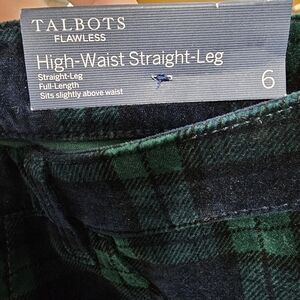 TALBOTS
FLAWLESS
High-Waist Straight-Leg
Straight-Leg
Full-Length
Sits slightly above waist
6